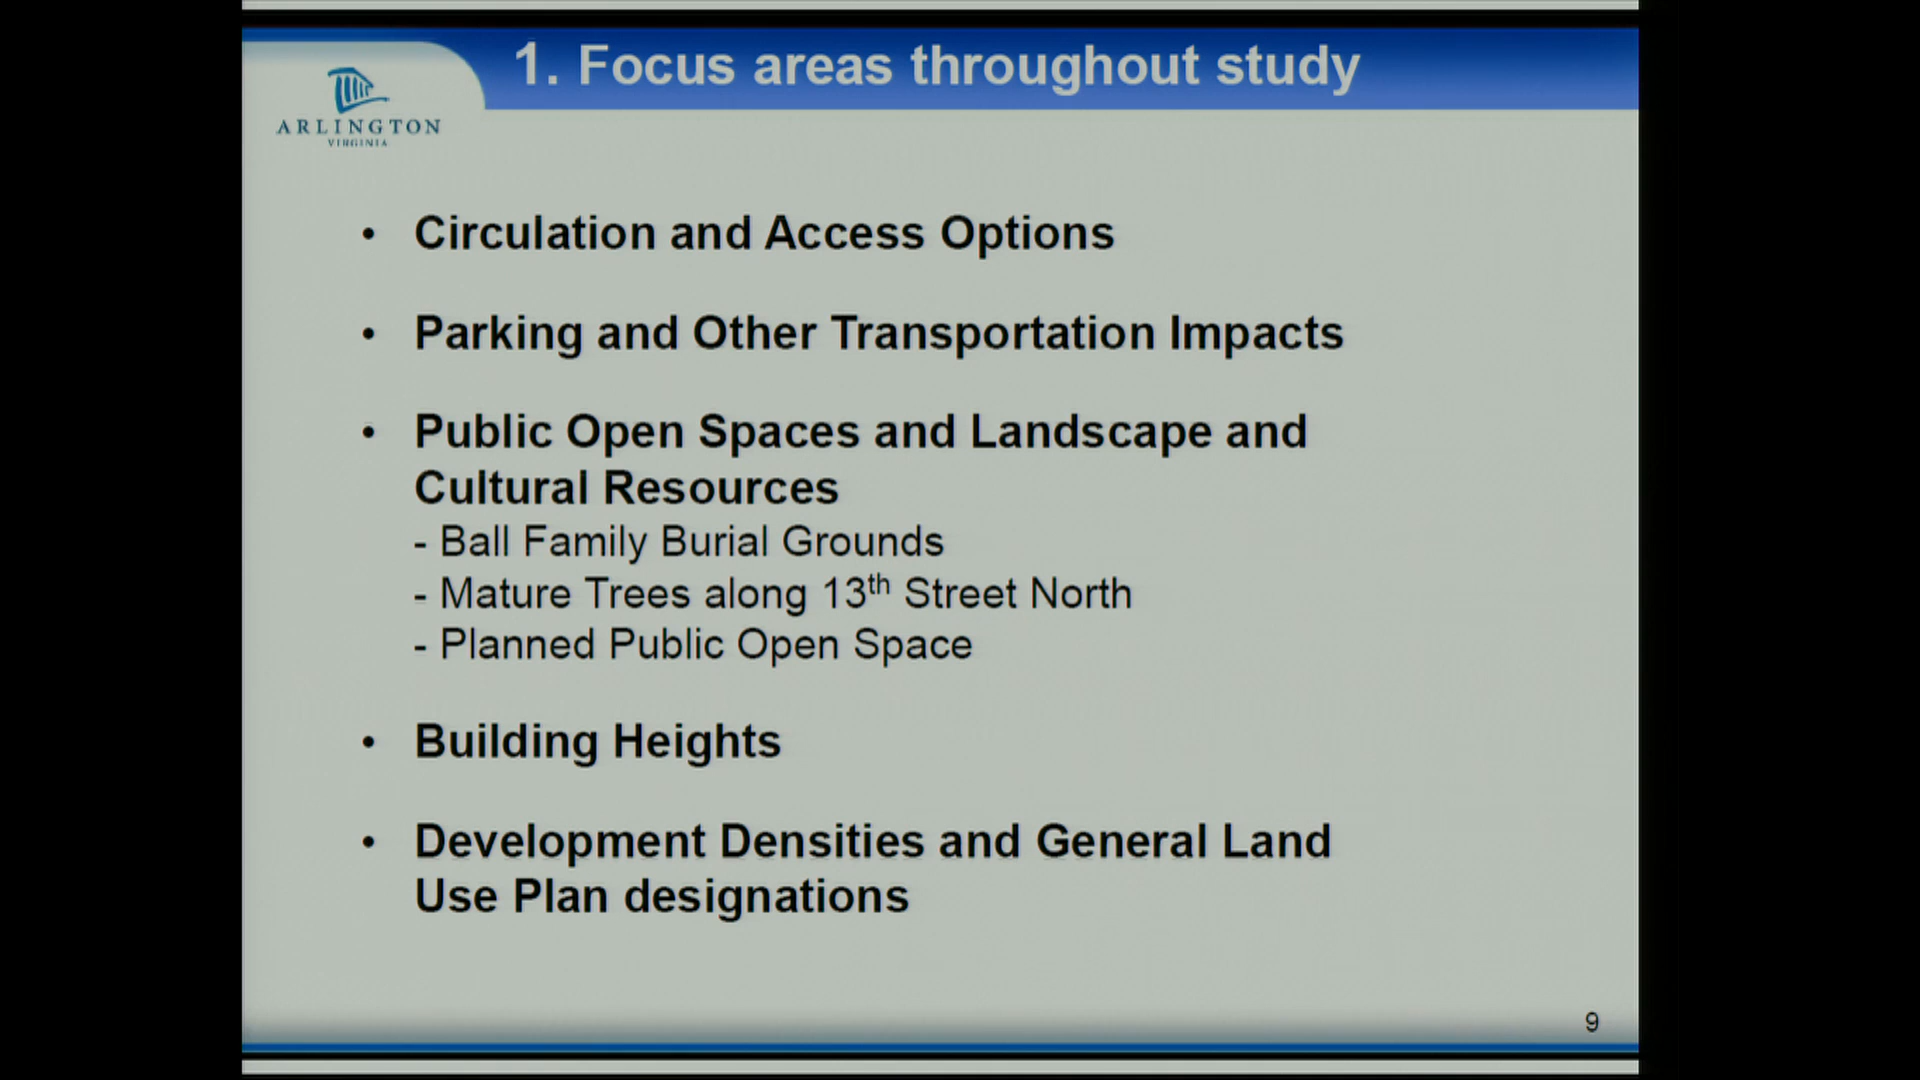 1. Focus areas throughout study
ARLINGTON
VIRGINIA
• Circulation and Access Options
• Parking and Other Transportation Impacts
• Public Open Spaces and Landscape and
Cultural Resources
- Ball Family Burial Grounds
- Mature Trees along 13th Street North
- Planned Public Open Space
• Building Heights
• Development Densities and General Land
Use Plan designations
9